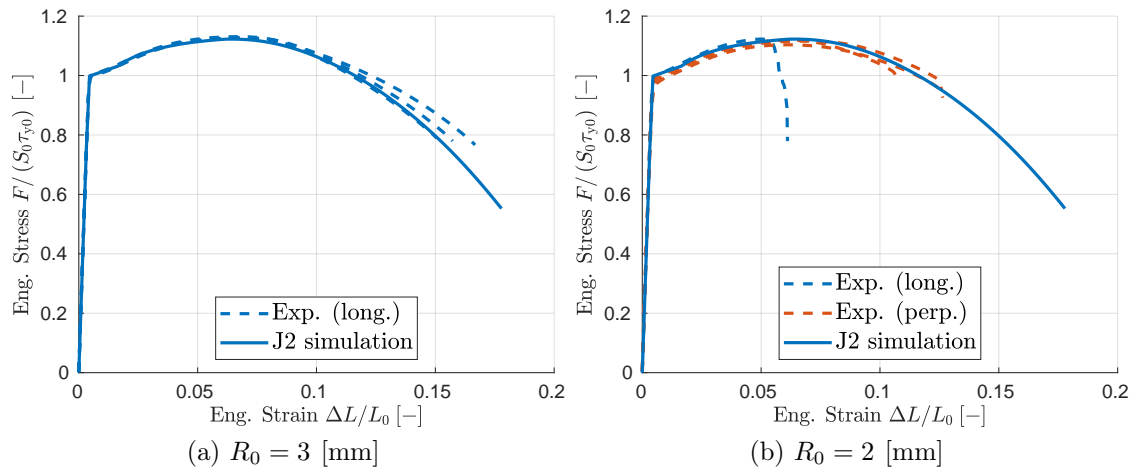 1.2
1
0.8
0.6
0.4
0.2
0
0
0.05
0.1
0.15
0.2
Eng. Stress F/(S₀τ_y0) [−]
Eng. Strain ΔL/L₀ [−]
Exp. (long.)
J2 simulation
(a) R₀ = 3 [mm]
1.2
1
0.8
0.6
0.4
0.2
0
0
0.05
0.1
0.15
0.2
Eng. Stress F/(S₀τ_y0) [−]
Eng. Strain ΔL/L₀ [−]
Exp. (long.)
Exp. (perp.)
J2 simulation
(b) R₀ = 2 [mm]